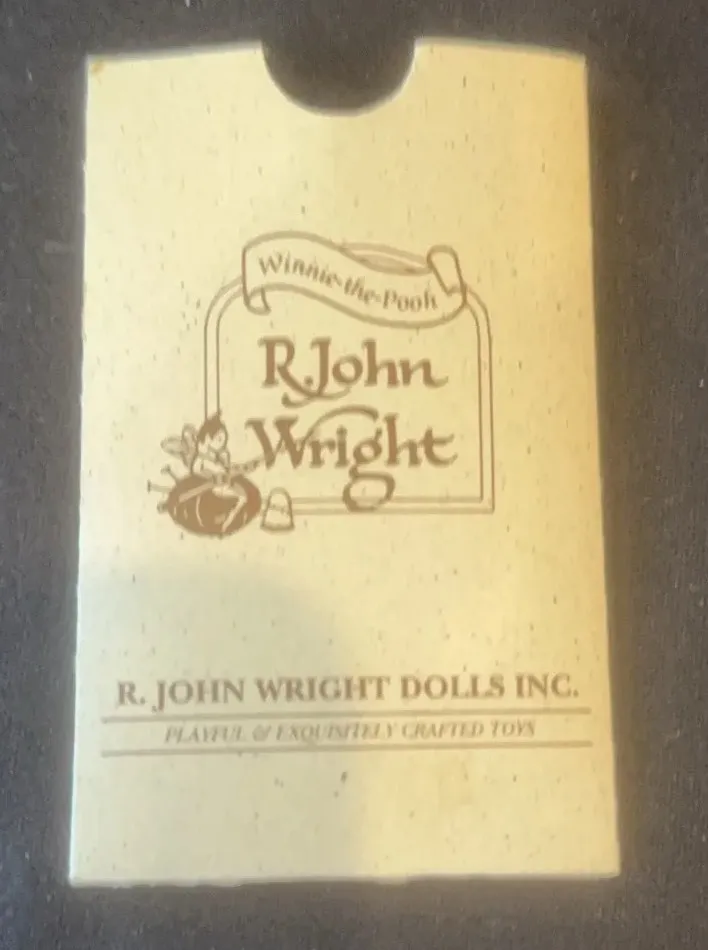 Winnie-the-Pooh
R. John
Wright
R. JOHN WRIGHT DOLLS INC.
PLAYFUL & EXQUISITELY CRAFTED TOYS